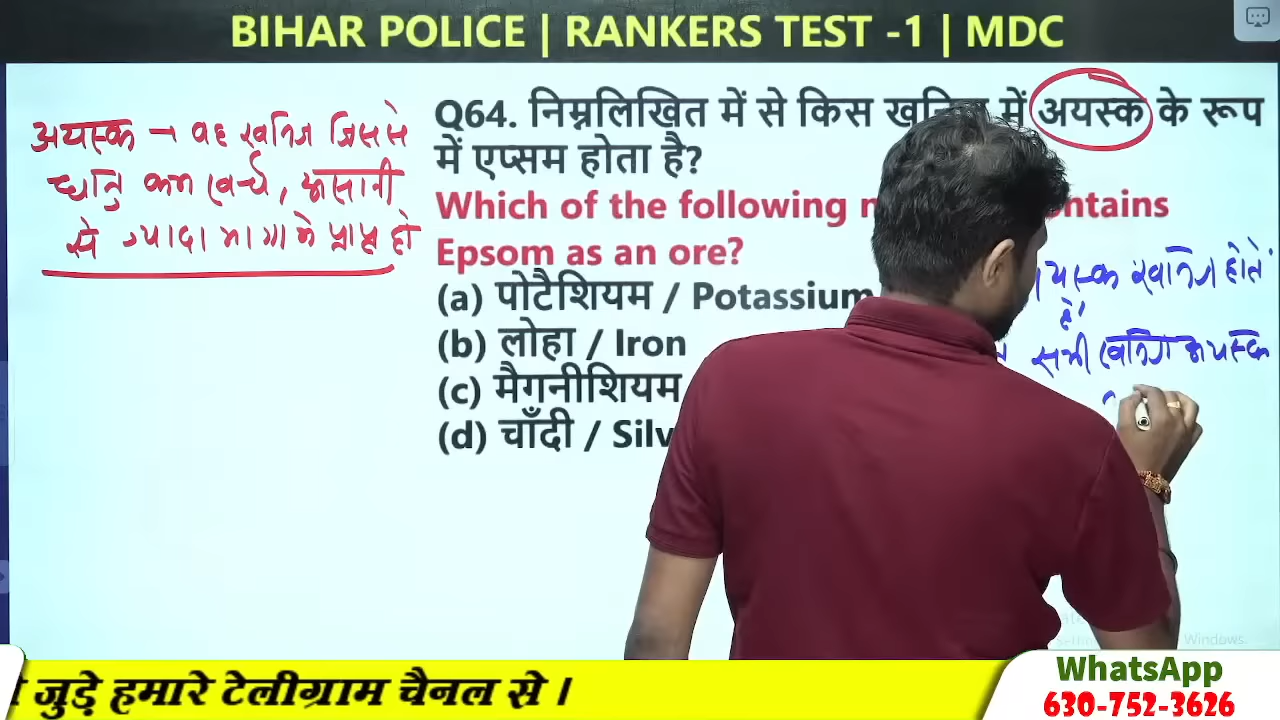 BIHAR POLICE | RANKERS TEST -1 | MDC
अयस्क → वह खनिज जिससे
धातु कम खर्च, आसानी
से ज्यादा मात्रा में प्राप्त हो
Q64. निम्नलिखित में से किस में अयस्क के रूप
में एप्सम होता है?
Which of the following
Epsom as an ore?
(a) पोटैशियम / Potassium
(b) लोहा / Iron
(c) मैगनीशियम
(d) चाँदी /
अयस्क खनिज होते
हैं
सभी खनिज अयस्क
जुड़े हमारे टेलीग्राम चैनल से ।
WhatsApp
630-752-3626